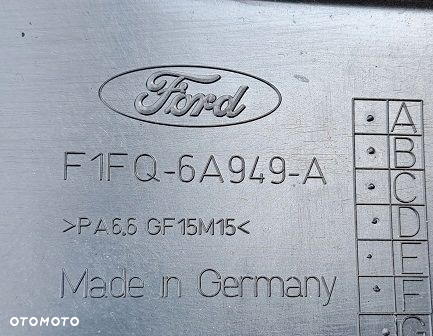 Ford
F1FQ-6A949-A
>PA6.6 GF15M15<
Made in Germany
A
B
C
D
E
F
G
OTOMOTO